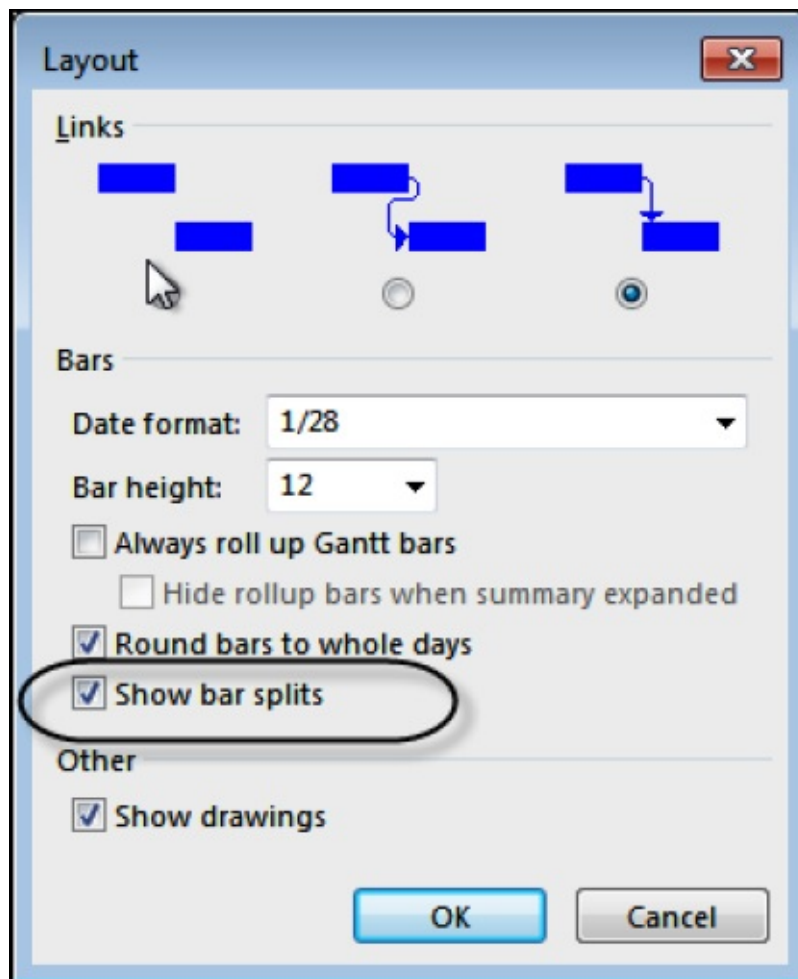 Layout
Links
Bars
Date format: 1/28
Bar height: 12
Always roll up Gantt bars
Hide rollup bars when summary expanded
Round bars to whole days
Show bar splits
Other
Show drawings
OK Cancel